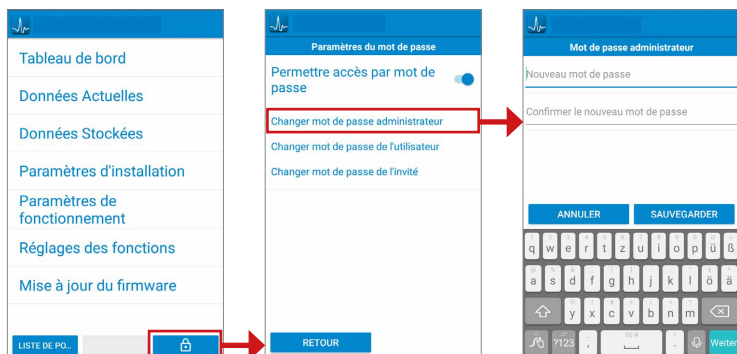 Tableau de bord
Données Actuelles
Données Stockées
Paramètres d'installation
Paramètres de
fonctionnement
Réglages des fonctions
Mise à jour du firmware
LISTE DE PO...
Paramètres du mot de passe
Permettre accès par mot de
passe
Changer mot de passe administrateur
Changer mot de passe de l'utilisateur
Changer mot de passe de l'invité
RETOUR
Mot de passe administrateur
Nouveau mot de passe
Confirmer le nouveau mot de passe
ANNULER SAUVEGARDER
q w e r t z u i o p ü ß
a s d f g h j k l ö ä
y x c v b n m
?123 , . Weiter